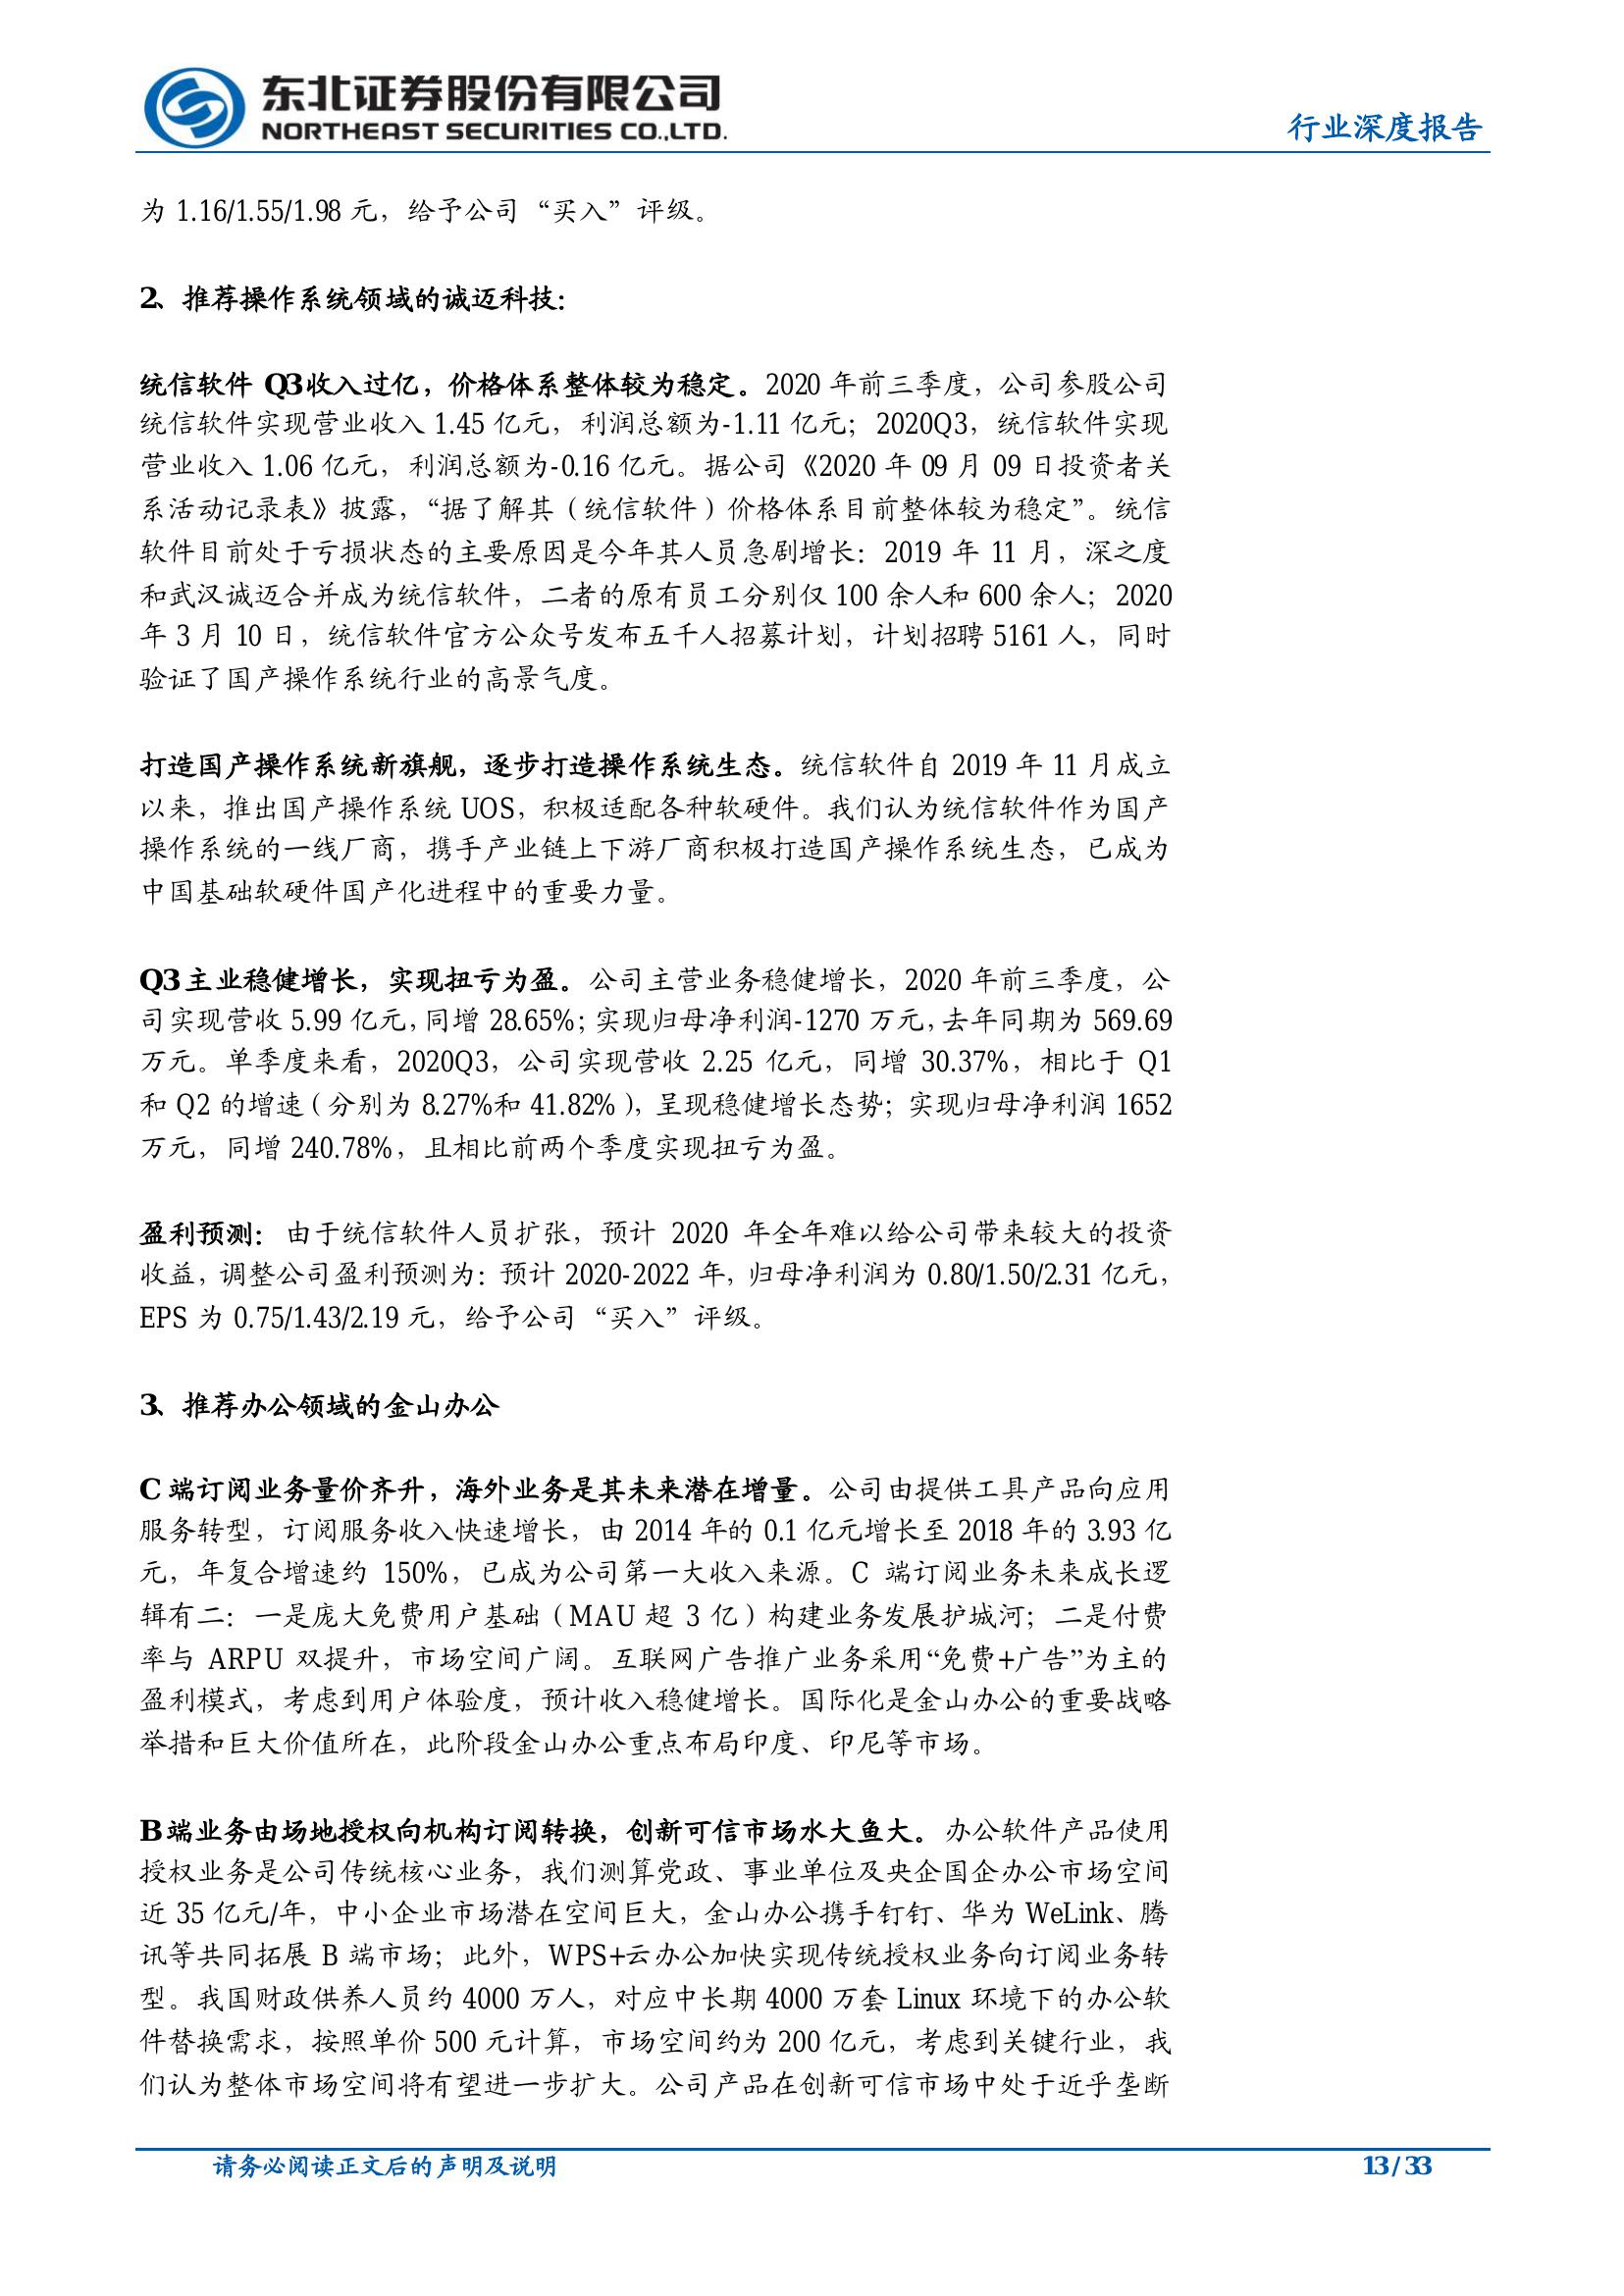 东北证券股份有限公司
NORTHEAST SECURITIES CO.,LTD.
行业深度报告
为 1.16/1.55/1.98 元，给予公司“买入”评级。
2、推荐操作系统领域的诚迈科技：
统信软件 Q3收入过亿，价格体系整体较为稳定。2020 年前三季度，公司参股公司
统信软件实现营业收入 1.45 亿元，利润总额为-1.11 亿元；2020Q3，统信软件实现
营业收入 1.06 亿元，利润总额为-0.16 亿元。据公司《2020 年 09 月 09 日投资者关
系活动记录表》披露，“据了解其（统信软件）价格体系目前整体较为稳定”。统信
软件目前处于亏损状态的主要原因是今年其人员急剧增长：2019 年 11 月，深之度
和武汉诚迈合并成为统信软件，二者的原有员工分别仅 100 余人和 600 余人；2020
年 3 月 10 日，统信软件官方公众号发布五千人招募计划，计划招聘 5161 人，同时
验证了国产操作系统行业的高景气度。
打造国产操作系统新旗舰，逐步打造操作系统生态。统信软件自 2019 年 11 月成立
以来，推出国产操作系统 UOS，积极适配各种软硬件。我们认为统信软件作为国产
操作系统的一线厂商，携手产业链上下游厂商积极打造国产操作系统生态，已成为
中国基础软硬件国产化进程中的重要力量。
Q3主业稳健增长，实现扭亏为盈。公司主营业务稳健增长，2020 年前三季度，公
司实现营收 5.99 亿元，同增 28.65%；实现归母净利润-1270 万元，去年同期为 569.69
万元。单季度来看，2020Q3，公司实现营收 2.25 亿元，同增 30.37%，相比于 Q1
和 Q2 的增速（分别为 8.27%和 41.82%），呈现稳健增长态势；实现归母净利润 1652
万元，同增 240.78%，且相比前两个季度实现扭亏为盈。
盈利预测：由于统信软件人员扩张，预计 2020 年全年难以给公司带来较大的投资
收益，调整公司盈利预测为：预计 2020-2022 年，归母净利润为 0.80/1.50/2.31 亿元，
EPS 为 0.75/1.43/2.19 元，给予公司“买入”评级。
3、推荐办公领域的金山办公
C 端订阅业务量价齐升，海外业务是其未来潜在增量。公司由提供工具产品向应用
服务转型，订阅服务收入快速增长，由 2014 年的 0.1 亿元增长至 2018 年的 3.93 亿
元，年复合增速约 150%，已成为公司第一大收入来源。C 端订阅业务未来成长逻
辑有二：一是庞大免费用户基础（MAU 超 3 亿）构建业务发展护城河；二是付费
率与 ARPU 双提升，市场空间广阔。互联网广告推广业务采用“免费+广告”为主的
盈利模式，考虑到用户体验度，预计收入稳健增长。国际化是金山办公的重要战略
举措和巨大价值所在，此阶段金山办公重点布局印度、印尼等市场。
B端业务由场地授权向机构订阅转换，创新可信市场水大鱼大。办公软件产品使用
授权业务是公司传统核心业务，我们测算党政、事业单位及央企国企办公市场空间
近 35 亿元/年，中小企业市场潜在空间巨大，金山办公携手钉钉、华为 WeLink、腾
讯等共同拓展 B 端市场；此外，WPS+云办公加快实现传统授权业务向订阅业务转
型。我国财政供养人员约 4000 万人，对应中长期 4000 万套 Linux 环境下的办公软
件替换需求，按照单价 500 元计算，市场空间约为 200 亿元，考虑到关键行业，我
们认为整体市场空间将有望进一步扩大。公司产品在创新可信市场中处于近乎垄断
请务必阅读正文后的声明及说明
13 / 33